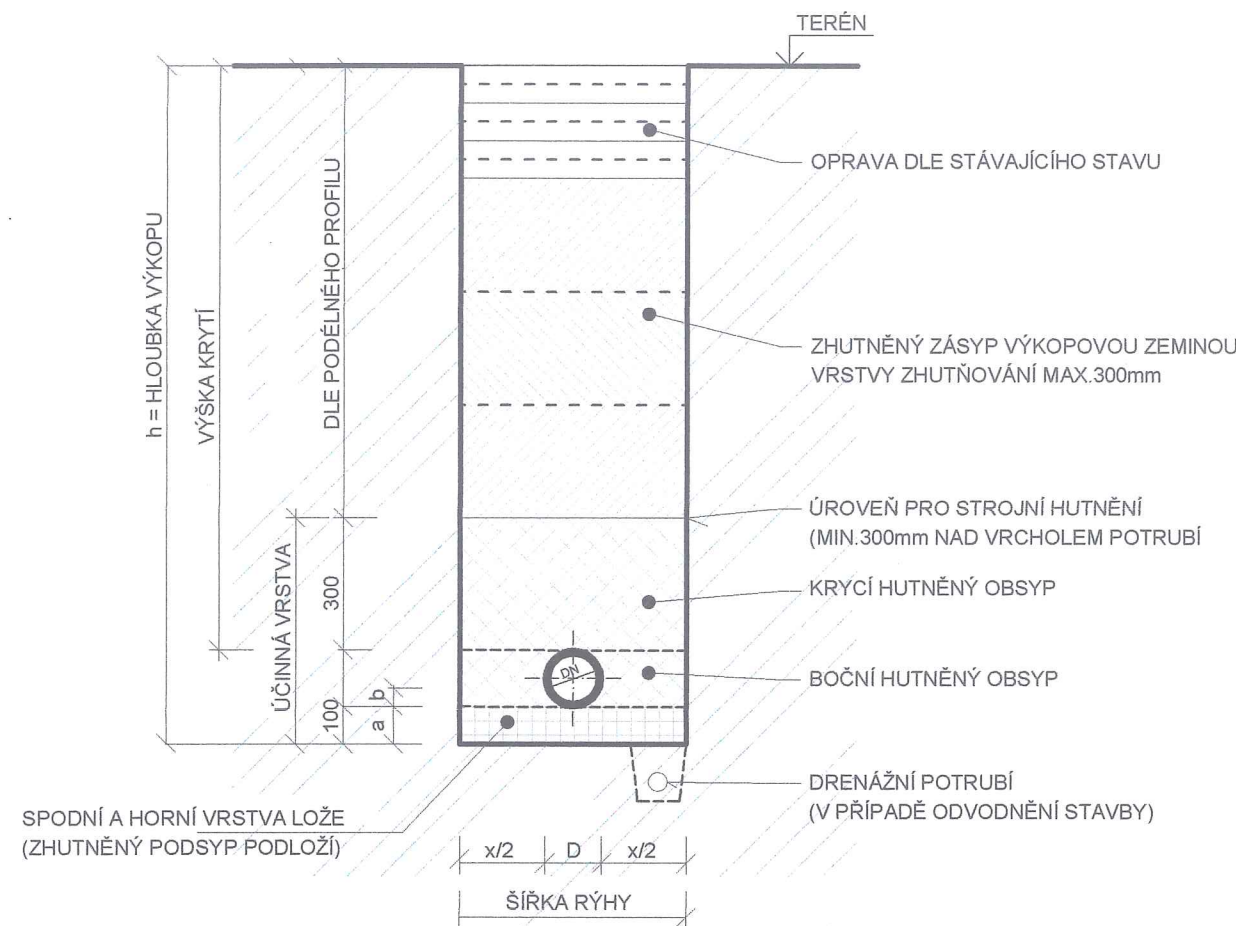 TERÉN
OPRAVA DLE STÁVAJÍCÍHO STAVU
h = HLOUBKA VÝKOPU
VÝŠKA KRYTÍ
DLE PODÉLNÉHO PROFILU
ZHUTNĚNÝ ZÁSYP VÝKOPOVOU ZEMINOU
VRSTVY ZHUTŇOVÁNÍ MAX.300mm
ÚROVEŇ PRO STROJNÍ HUTNĚNÍ
(MIN.300mm NAD VRCHOLEM POTRUBÍ
ÚČINNÁ VRSTVA
300
KRYCÍ HUTNĚNÝ OBSYP
DN
BOČNÍ HUTNĚNÝ OBSYP
100
a
b
DRENÁŽNÍ POTRUBÍ
(V PŘÍPADĚ ODVODNĚNÍ STAVBY)
SPODNÍ A HORNÍ VRSTVA LOŽE
(ZHUTNĚNÝ PODSYP PODLOŽÍ)
x/2
D
x/2
ŠÍŘKA RÝHY